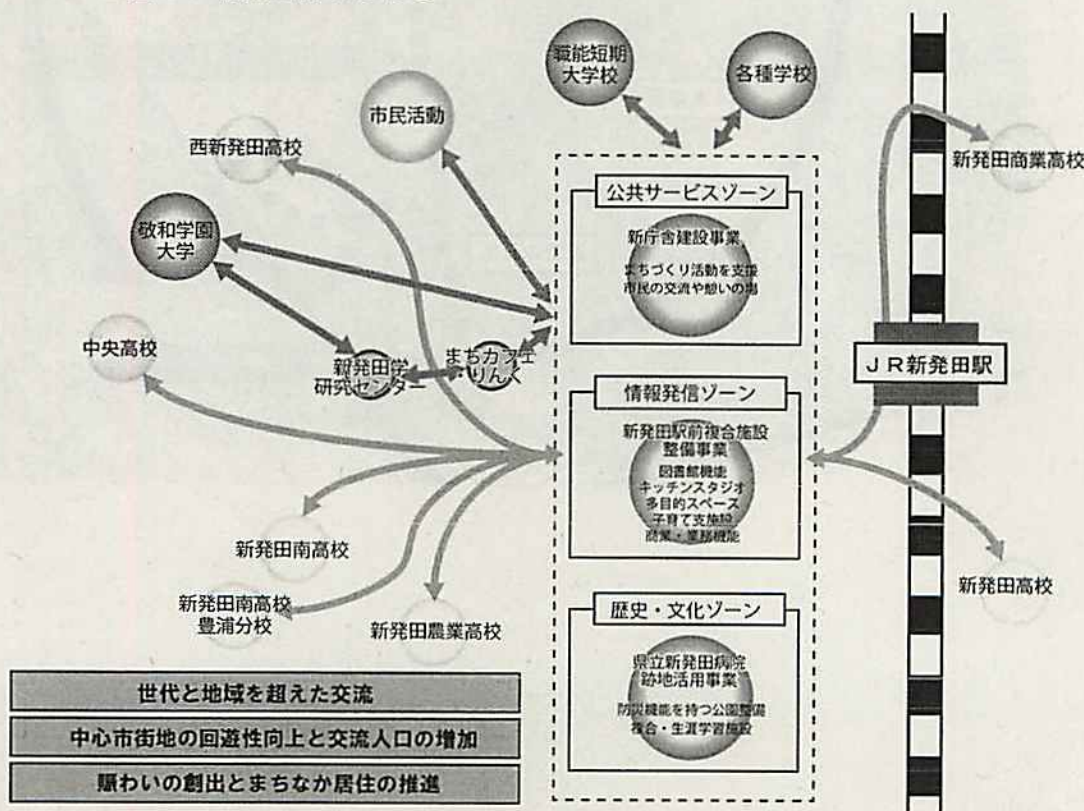 職能短期
大学校
各種学校
市民活動
西新発田高校
新発田商業高校
公共サービスゾーン
敬和学園
大学
新庁舎建設事業
まちづくり活動を支援
市民の交流や憩いの場
中央高校
新発田学
研究センター
まちカフェ
りんく
JR新発田駅
情報発信ゾーン
新発田駅前複合施設
整備事業
図書館機能
キッチンスタジオ
多目的スペース
子育て支施設
商業・業務機能
新発田南高校
新発田高校
新発田南高校
豊浦分校
新発田農業高校
歴史・文化ゾーン
県立新発田病院
跡地活用事業
防災機能を持つ公園整備
複合・生涯学習施設
世代と地域を超えた交流
中心市街地の回遊性向上と交流人口の増加
賑わいの創出とまちなか居住の推進